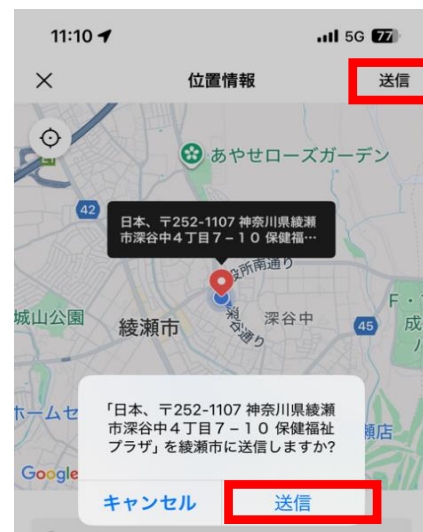 11:10 5G 77
位置情報 送信
あやせローズガーデン
42
日本、〒252-1107 神奈川県綾瀬
市深谷中４丁目７−１０ 保健福…
役所南通り
城山公園
綾瀬市
深谷中
45
F・
成
ホームセ
「日本、〒252-1107 神奈川県綾瀬
市深谷中４丁目７−１０ 保健福祉
プラザ」を綾瀬市に送信しますか?
瀬店
Google
キャンセル 送信